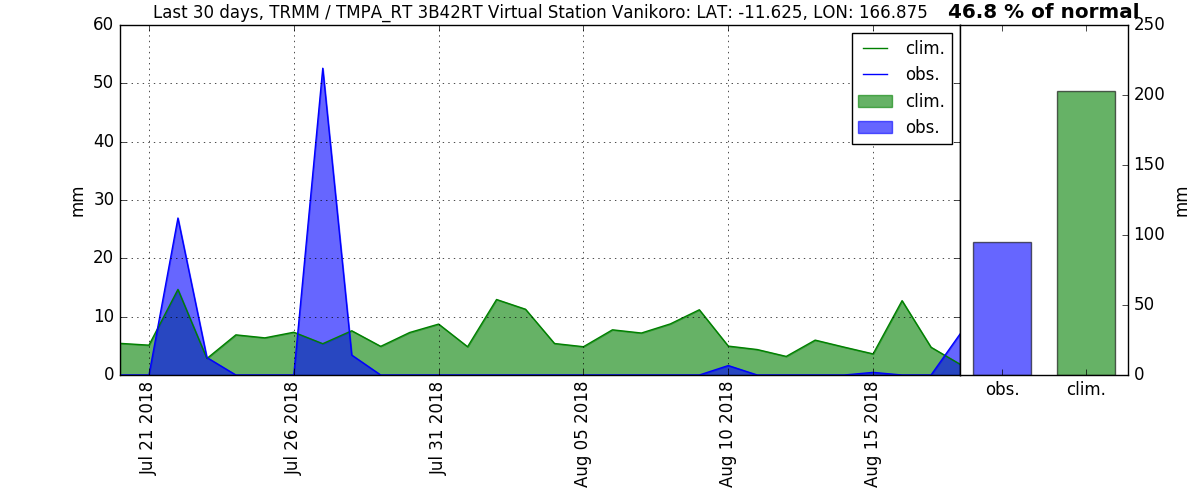 Last 30 days, TRMM / TMPA_RT 3B42RT Virtual Station Vanikoro: LAT: -11.625, LON: 166.875
46.8 % of normal
60
50
40
30
20
10
0
mm
clim.
obs.
clim.
obs.
Jul 21 2018
Jul 26 2018
Jul 31 2018
Aug 05 2018
Aug 10 2018
Aug 15 2018
250
200
150
100
50
0
mm
obs.
clim.